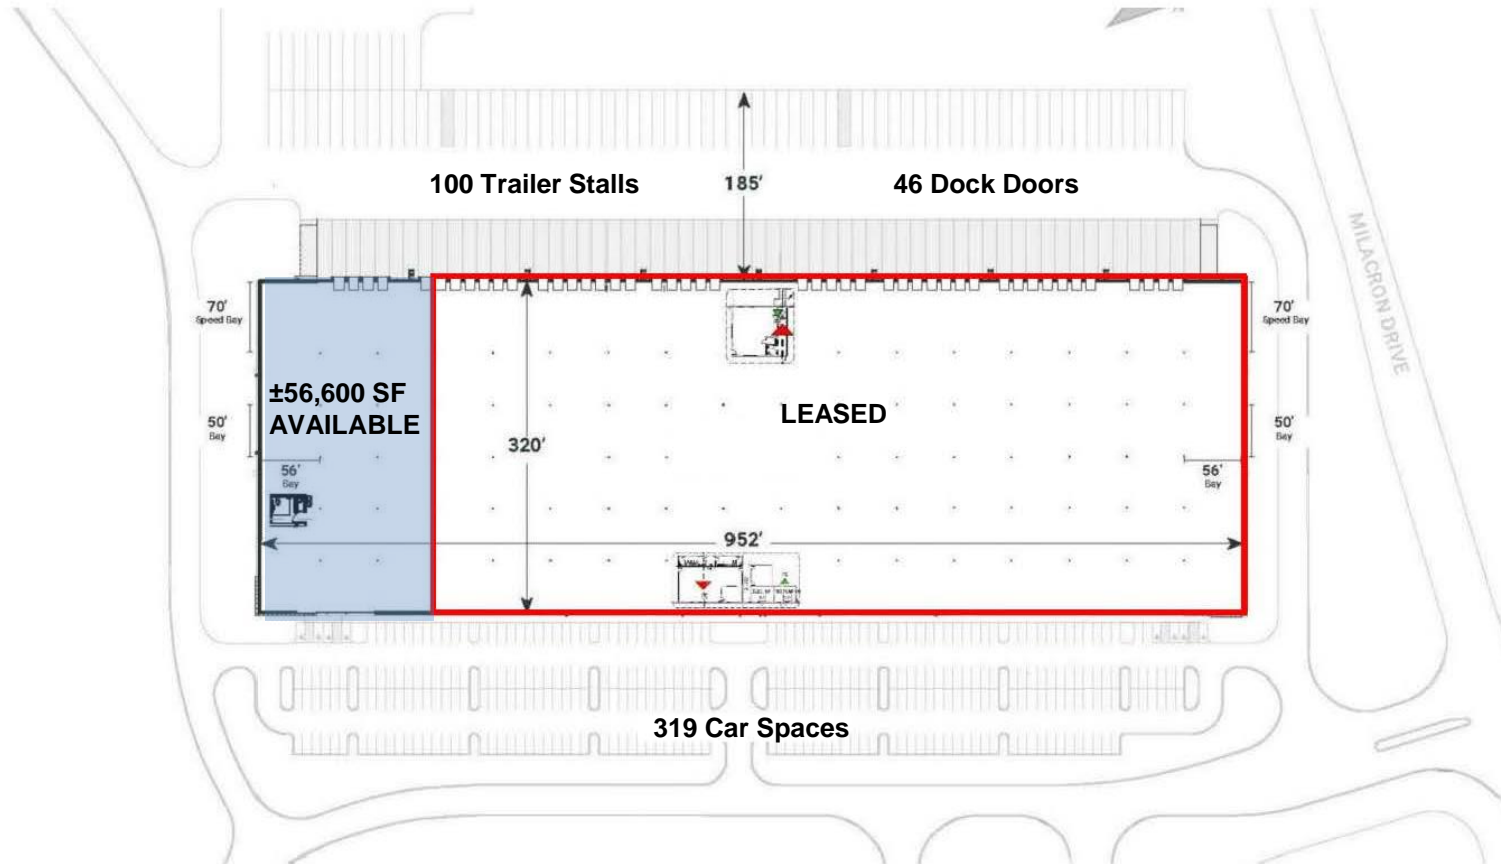 100 Trailer Stalls
185'
46 Dock Doors
MILACRON DRIVE
70'
Speed Bay
70'
Speed Bay
±56,600 SF
AVAILABLE
LEASED
50'
Bay
320'
50'
Bay
56'
Bay
56'
Bay
952'
319 Car Spaces